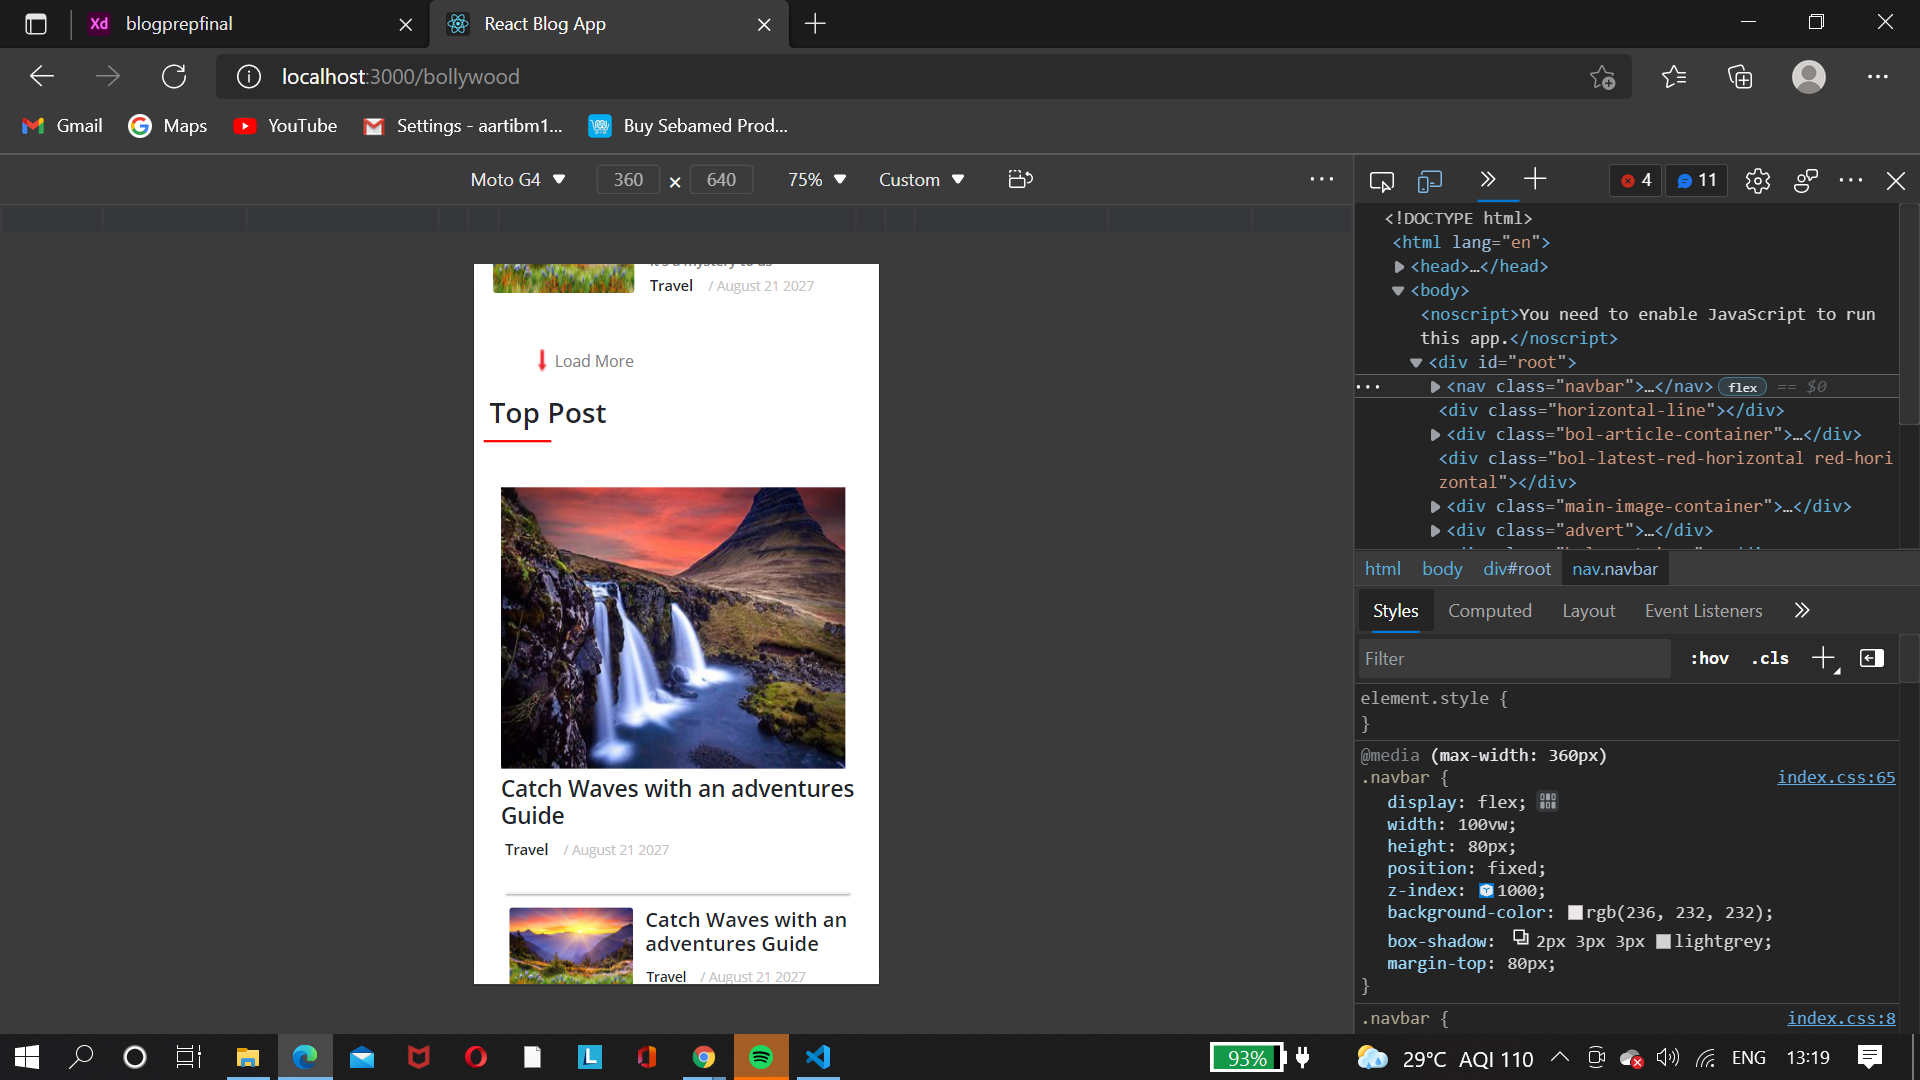 blogprepfinal
React Blog App
localhost:3000/bollywood
Gmail
Maps
YouTube
Settings - aartibm1...
Buy Sebamed Prod...
Moto G4
360
×
640
75%
Custom
4
11
It's a mystery to us
Travel / August 21 2027
Load More
Top Post
Catch Waves with an adventures
Guide
Travel / August 21 2027
Catch Waves with an
adventures Guide
Travel / August 21 2027
<!DOCTYPE html>
<html lang="en">
<head>…</head>
<body>
<noscript>You need to enable JavaScript to run
this app.</noscript>
<div id="root">
<nav class="navbar">…</nav> flex == $0
<div class="horizontal-line"></div>
<div class="bol-article-container">…</div>
<div class="bol-latest-red-horizontal red-hori
zontal"></div>
<div class="main-image-container">…</div>
<div class="advert">…</div>
html body div#root nav.navbar
Styles Computed Layout Event Listeners
Filter :hov .cls
element.style {
}
@media (max-width: 360px)
.navbar { index.css:65
display: flex;
width: 100vw;
height: 80px;
position: fixed;
z-index: 1000;
background-color: rgb(236, 232, 232);
box-shadow: 2px 3px 3px lightgrey;
margin-top: 80px;
}
.navbar { index.css:8
93%
29°C AQI 110
ENG
13:19